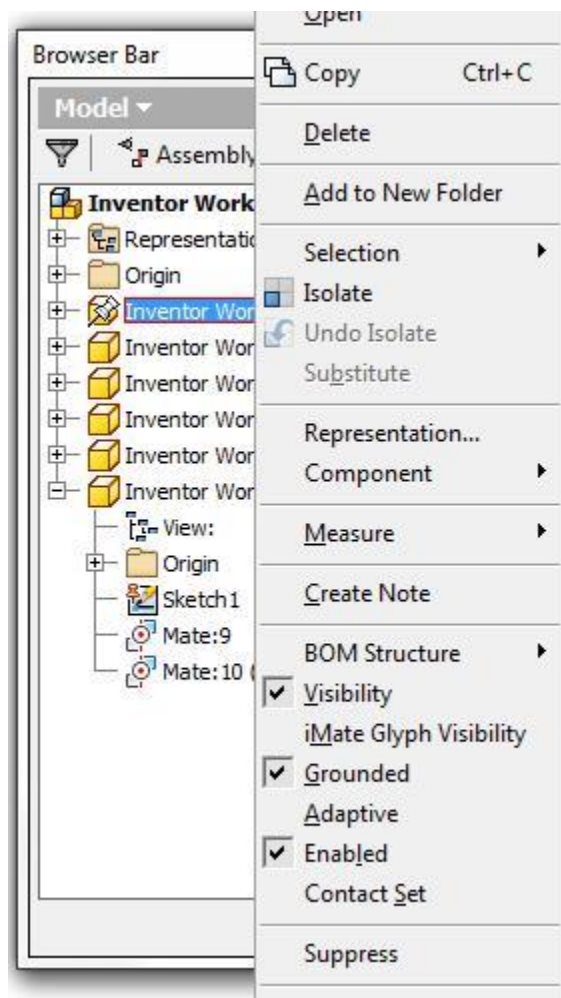 Browser Bar
Model
Assembly
Inventor Work
Representatio
Origin
Inventor Wor
Inventor Wor
Inventor Wor
Inventor Wor
Inventor Wor
Inventor Wor
View:
Origin
Sketch1
Mate:9
Mate:10 (
Open
Copy Ctrl+C
Delete
Add to New Folder
Selection
Isolate
Undo Isolate
Substitute
Representation...
Component
Measure
Create Note
BOM Structure
Visibility
iMate Glyph Visibility
Grounded
Adaptive
Enabled
Contact Set
Suppress